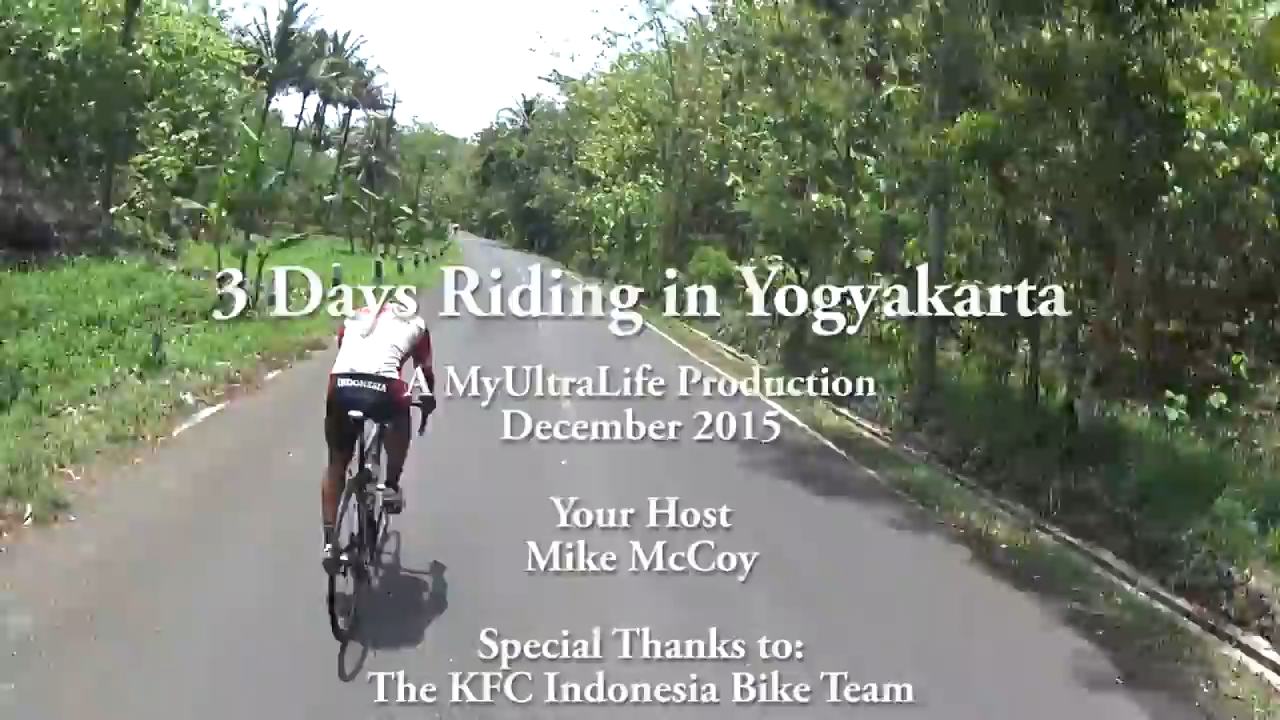 3 Days Riding in Yogyakarta
INDONESIA
A MyUltraLife Production
December 2015
Your Host
Mike McCoy
Special Thanks to:
The KFC Indonesia Bike Team